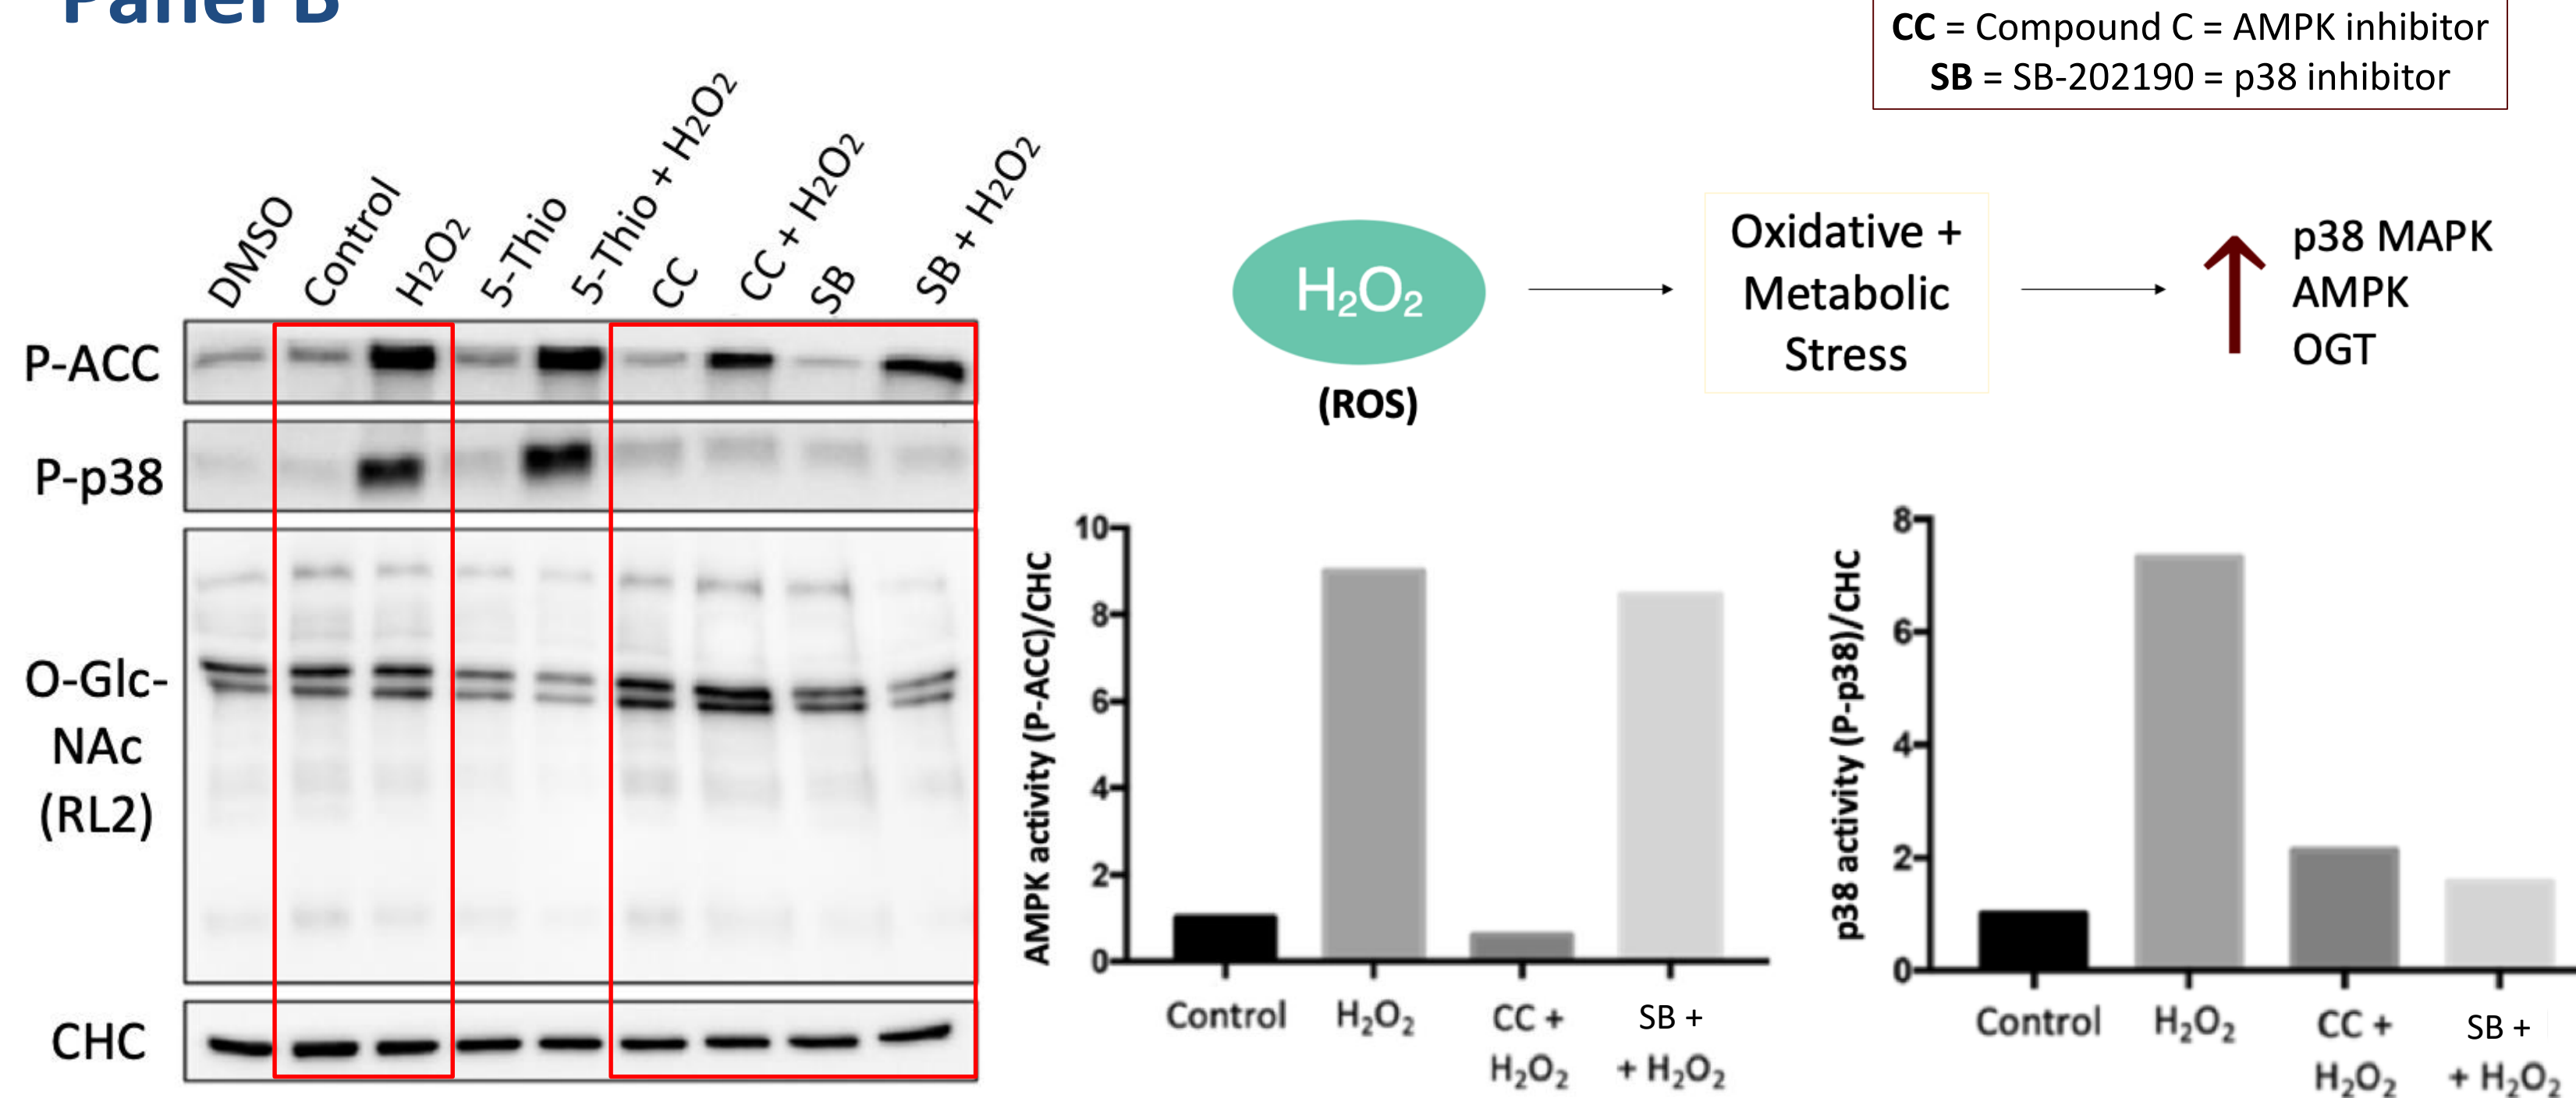 Panel B
CC = Compound C = AMPK inhibitor
SB = SB-202190 = p38 inhibitor
DMSO
Control
H₂O₂
5-Thio
5-Thio + H₂O₂
CC
CC + H₂O₂
SB
SB + H₂O₂
P-ACC
P-p38
O-Glc-
NAc
(RL2)
CHC
H₂O₂
(ROS)
Oxidative +
Metabolic
Stress
p38 MAPK
AMPK
OGT
AMPK activity (P-ACC)/CHC
10
8
6
4
2
0
Control
H₂O₂
CC +
H₂O₂
SB +
+ H₂O₂
p38 activity (P-p38)/CHC
8
6
4
2
0
Control
H₂O₂
CC +
H₂O₂
SB +
+ H₂O₂